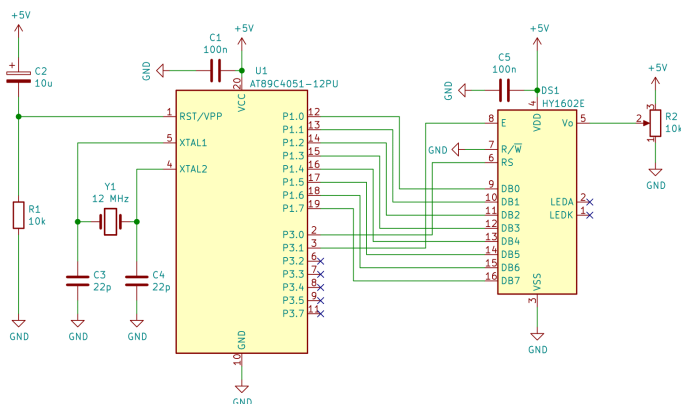 +5V
C1
100n
+5V
GND
+
C2
10u
U1
AT89C4051-12PU
20
VCC
1
RST/VPP
5
XTAL1
4
XTAL2
Y1
12 MHz
R1
10k
C3
22p
C4
22p
GND
GND
GND
P1.0
12
P1.1
13
P1.2
14
P1.3
15
P1.4
16
P1.5
17
P1.6
18
P1.7
19
P3.0
2
P3.1
3
P3.2
6
P3.3
7
P3.4
8
P3.5
9
P3.7
11
GND
10
GND
+5V
C5
100n
GND
DS1
HY1602E
4
VDD
8
E
GND
7
R/W
6
RS
9
DB0
10
DB1
11
DB2
12
DB3
13
DB4
14
DB5
15
DB6
16
DB7
Vo
5
LEDA
2
LEDK
1
VSS
3
GND
+5V
3
2
1
R2
10k
GND